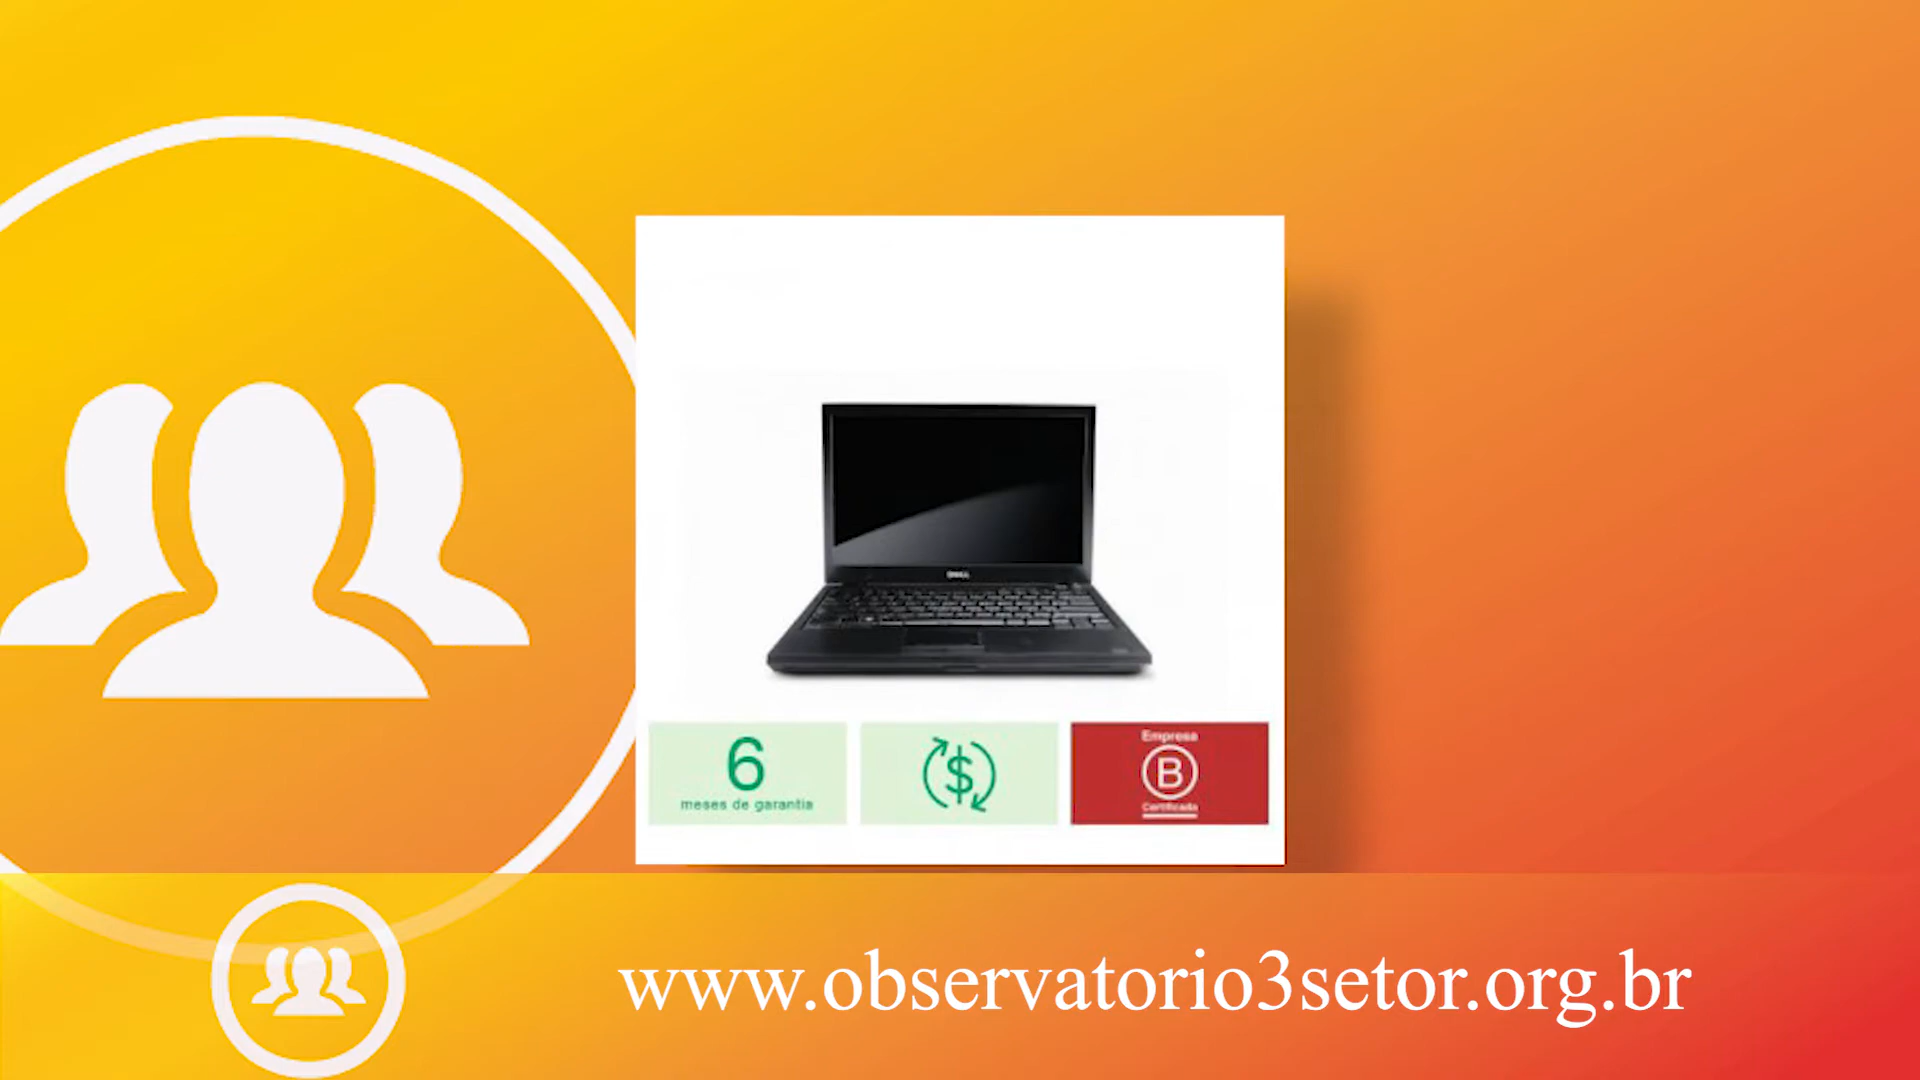 DELL
6
meses de garantia
$
Empresa
B
Certificada
www.observatorio3setor.org.br